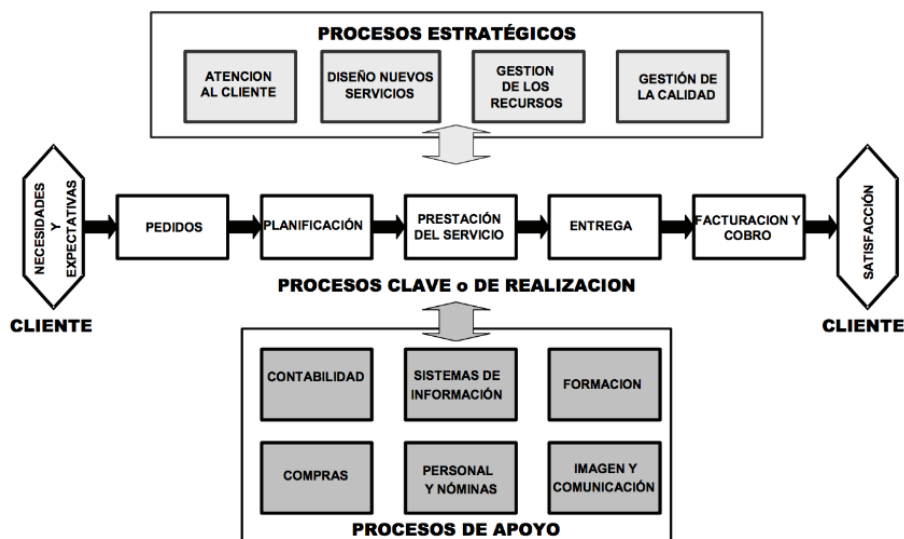 PROCESOS ESTRATÉGICOS
ATENCION
AL CLIENTE
DISEÑO NUEVOS
SERVICIOS
GESTION
DE LOS
RECURSOS
GESTIÓN DE
LA CALIDAD
NECESIDADES
Y
EXPECTATIVAS
CLIENTE
PEDIDOS
PLANIFICACIÓN
PRESTACIÓN
DEL SERVICIO
ENTREGA
FACTURACION Y
COBRO
SATISFACCIÓN
CLIENTE
PROCESOS CLAVE o DE REALIZACION
CONTABILIDAD
SISTEMAS DE
INFORMACIÓN
FORMACION
COMPRAS
PERSONAL
Y NÓMINAS
IMAGEN Y
COMUNICACIÓN
PROCESOS DE APOYO